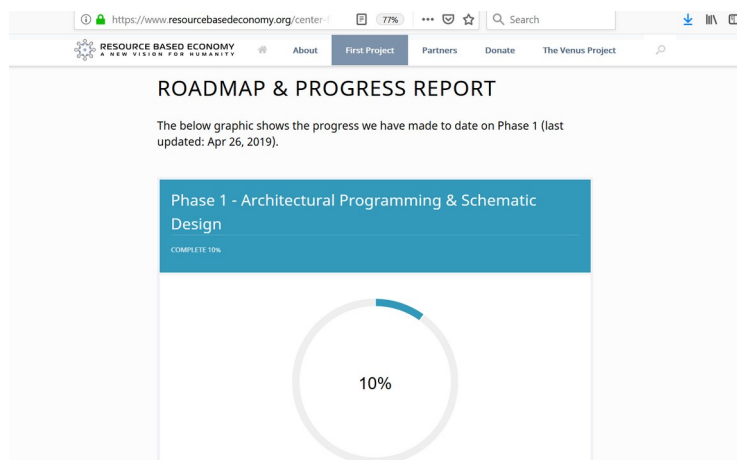 https://www.resourcebasedeconomy.org/center- 77% Search
RESOURCE BASED ECONOMY
A NEW VISION FOR HUMANITY
About First Project Partners Donate The Venus Project
ROADMAP & PROGRESS REPORT
The below graphic shows the progress we have made to date on Phase 1 (last
updated: Apr 26, 2019).
Phase 1 - Architectural Programming & Schematic
Design
COMPLETE 10%
10%